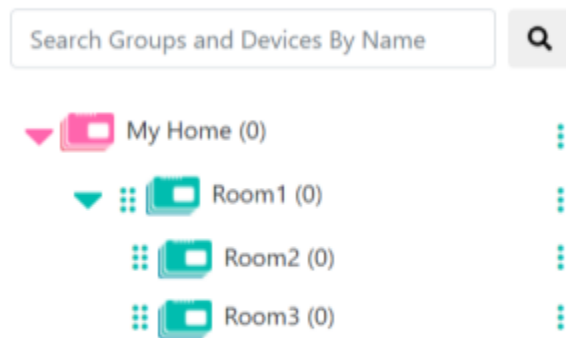 Search Groups and Devices By Name
My Home (0)
Room1 (0)
Room2 (0)
Room3 (0)